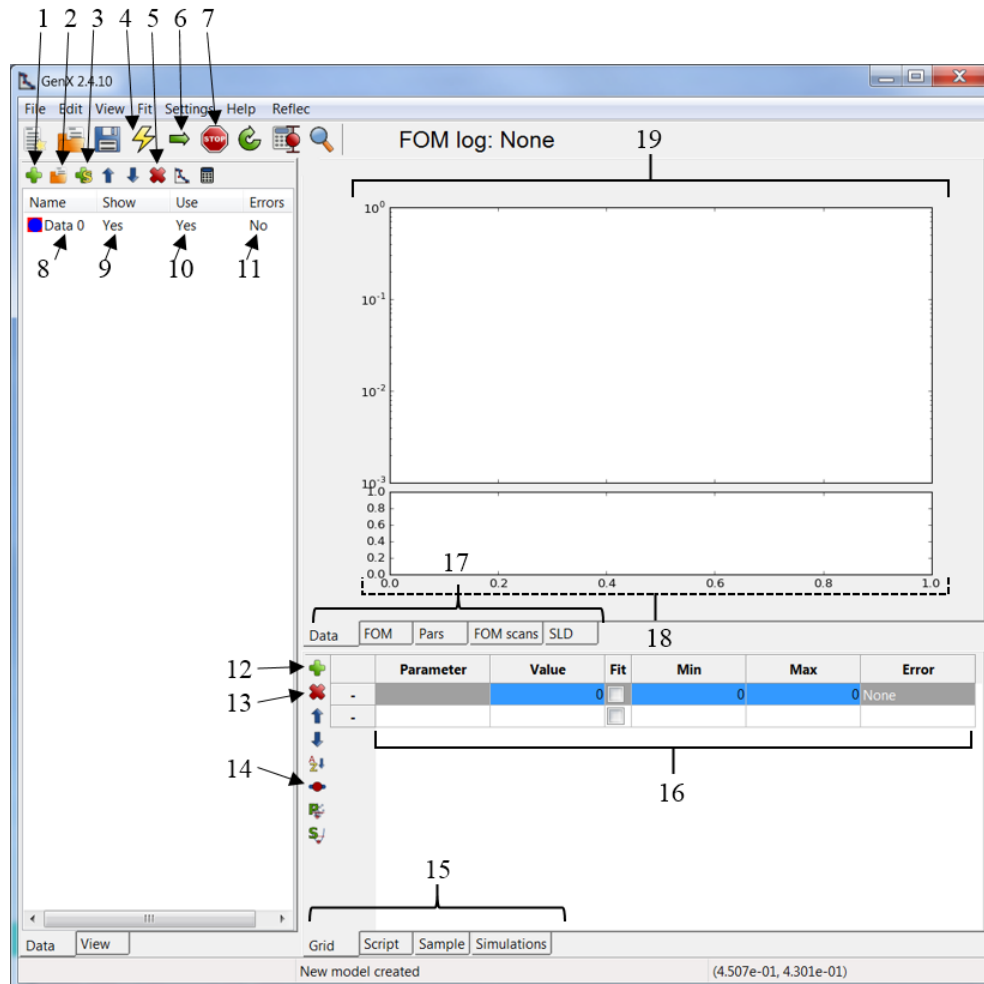 1 2 3 4 5 6 7
GenX 2.4.10
File Edit View Fit Settings Help Reflec
STOP
FOM log: None
19
Name Show Use Errors
Data 0 Yes Yes No
8 9 10 11
10^0
10^-1
10^-2
10^-3
1.0
0.8
0.6
0.4
0.2
0.0
17
0.0 0.2 0.4 0.6 0.8 1.0
18
Data FOM Pars FOM scans SLD
12
Parameter Value Fit Min Max Error
13
- 0 0 0 None
-
14
16
15
Data View
Grid Script Sample Simulations
New model created (4.507e-01, 4.301e-01)